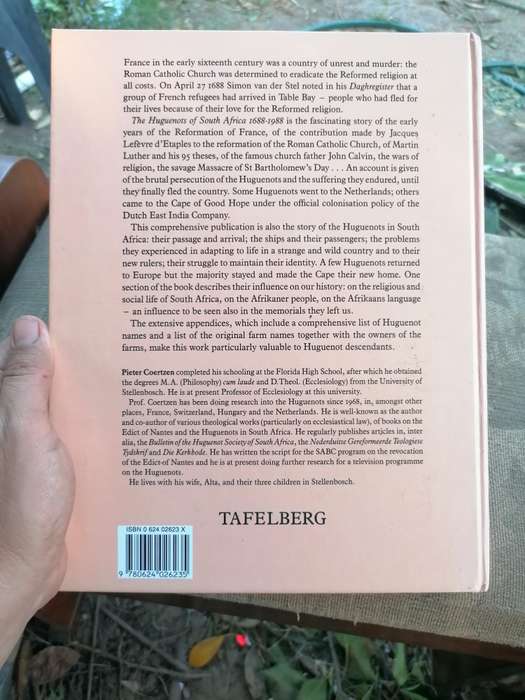 France in the early sixteenth century was a country of unrest and murder: the
Roman Catholic Church was determined to eradicate the Reformed religion at
all costs. On April 27 1688 Simon van der Stel noted in his Daghregister that a
group of French refugees had arrived in Table Bay – people who had fled for
their lives because of their love for the Reformed religion.
The Huguenots of South Africa 1688-1988 is the fascinating story of the early
years of the Reformation of France, of the contribution made by Jacques
Lefèvre d'Etaples to the reformation of the Roman Catholic Church, of Martin
Luther and his 95 theses, of the famous church father John Calvin, the wars of
religion, the savage Massacre of St Bartholomew's Day . . . An account is given
of the brutal persecution of the Huguenots and the suffering they endured, until
they finally fled the country. Some Huguenots went to the Netherlands; others
came to the Cape of Good Hope under the official colonisation policy of the
Dutch East India Company.
This comprehensive publication is also the story of the Huguenots in South
Africa: their passage and arrival; the ships and their passengers; the problems
they experienced in adapting to life in a strange and wild country and to their
new rulers; their struggle to maintain their identity. A few Huguenots returned
to Europe but the majority stayed and made the Cape their new home. One
section of the book describes their influence on our history: on the religious and
social life of South Africa, on the Afrikaner people, on the Afrikaans language
– an influence to be seen also in the memorials they left us.
The extensive appendices, which include a comprehensive list of Huguenot
names and a list of the original farm names together with the owners of the
farms, make this work particularly valuable to Huguenot descendants.
Pieter Coertzen completed his schooling at the Florida High School, after which he obtained
the degrees M.A. (Philosophy) cum laude and D.Theol. (Ecclesiology) from the University of
Stellenbosch. He is at present Professor of Ecclesiology at this university.
Prof. Coertzen has been doing research into the Huguenots since 1968, in, amongst other
places, France, Switzerland, Hungary and the Netherlands. He is well-known as the author
and co-author of various theological works (particularly on ecclesiastical law), of books on the
Edict of Nantes and the Huguenots in South Africa. He regularly publishes articles in, inter
alia, the Bulletin of the Huguenot Society of South Africa, the Nederduitse Gereformeerde Teologiese
Tydskrif and Die Kerkbode. He has written the script for the SABC program on the revocation
of the Edict of Nantes and he is at present doing further research for a television programme
on the Huguenots.
He lives with his wife, Alta, and their three children in Stellenbosch.
TAFELBERG
ISBN 0 624 02623 X
9 780624 026235